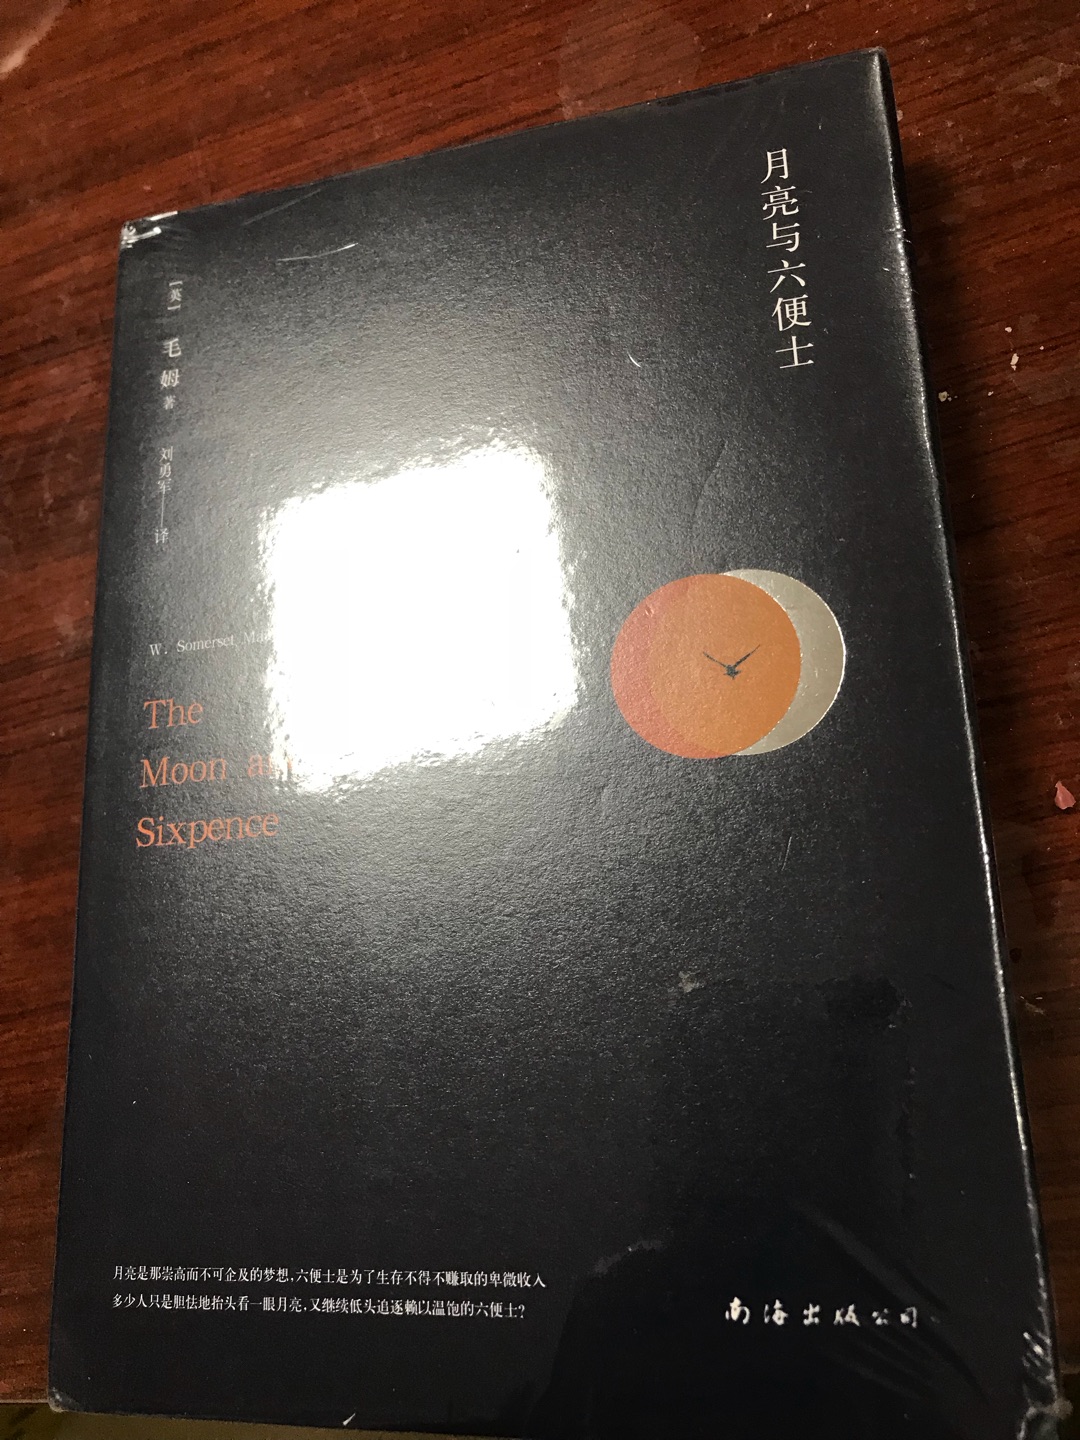 月亮与六便士
[英] 毛姆 著
刘勇军——译
W. Somerset
The
Moon
Sixpence
月亮是那崇高而不可企及的梦想,六便士是为了生存不得不赚取的卑微收入
多少人只是胆怯地抬头看一眼月亮,又继续低头追逐赖以温饱的六便士?
南海出版公司